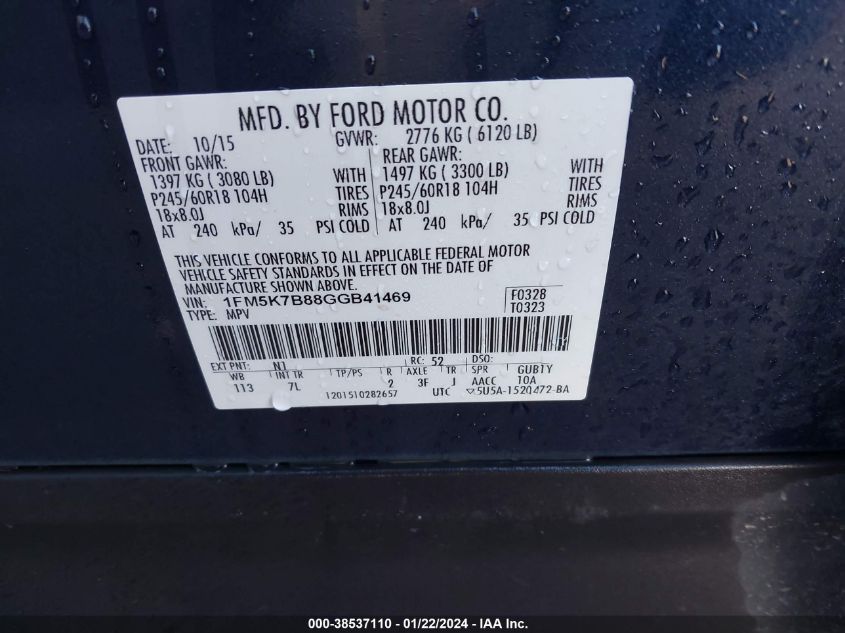 MFD. BY FORD MOTOR CO.
DATE: 10/15 GVWR: 2776 KG ( 6120 LB)
FRONT GAWR: REAR GAWR:
1397 KG ( 3080 LB) WITH 1497 KG ( 3300 LB) WITH
P245/60R18 104H TIRES P245/60R18 104H TIRES
18x8.0J RIMS 18x8.0J RIMS
AT 240 kPa/ 35 PSI COLD AT 240 kPa/ 35 PSI COLD
THIS VEHICLE CONFORMS TO ALL APPLICABLE FEDERAL MOTOR
VEHICLE SAFETY STANDARDS IN EFFECT ON THE DATE OF
MANUFACTURE SHOWN ABOVE.
VIN: 1FM5K7B88GGB41469 F0328
TYPE: MPV T0323
EXT PNT: N1 RC: 52 DSO:
WB INT TR TP/PS R AXLE TR SPR GUB1Y
113 7L 2 3F J AACC 10A
1201510282657 UTC ▽5U5A-1520472-BA
000-38537110 — 01/22/2024 — IAA Inc.